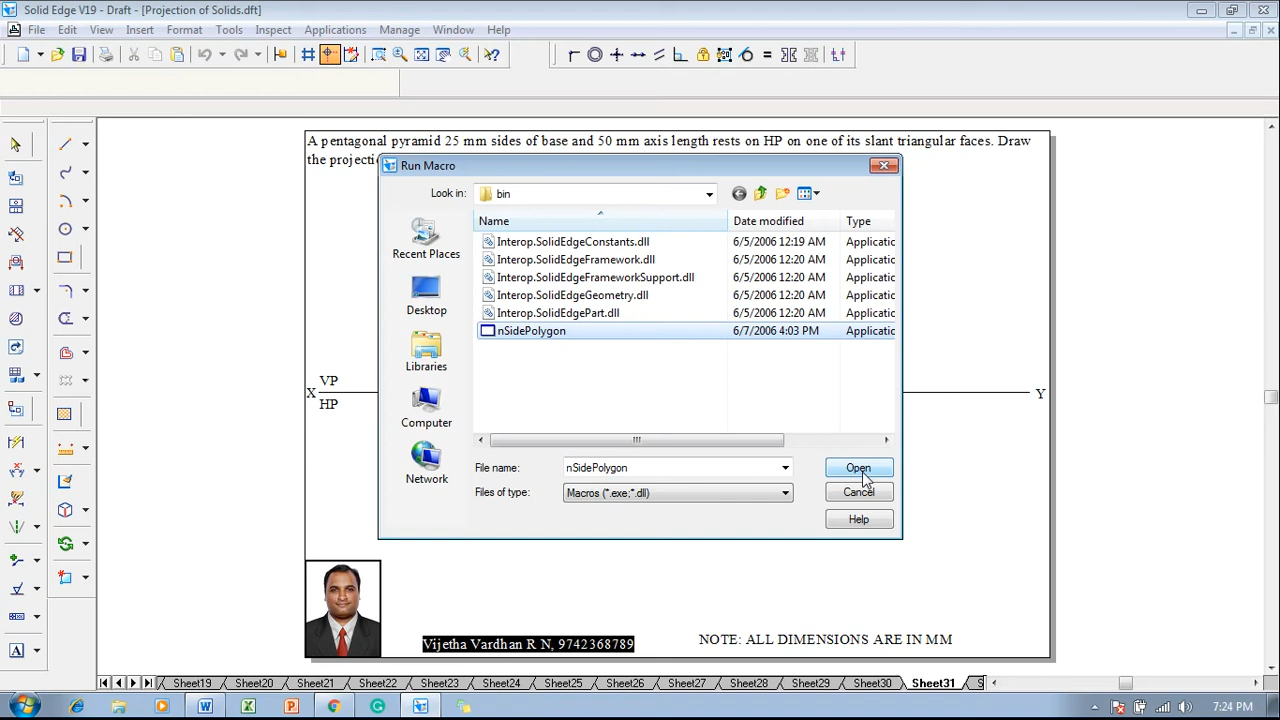 Solid Edge V19 - Draft - [Projection of Solids.dft]
File Edit View Insert Format Tools Inspect Applications Manage Window Help
A pentagonal pyramid 25 mm sides of base and 50 mm axis length rests on HP on one of its slant triangular faces. Draw
the projecti
Run Macro
Look in: bin
Name Date modified Type
Interop.SolidEdgeConstants.dll 6/5/2006 12:19 AM Applicatic
Interop.SolidEdgeFramework.dll 6/5/2006 12:20 AM Applicatic
Interop.SolidEdgeFrameworkSupport.dll 6/5/2006 12:20 AM Applicatic
Interop.SolidEdgeGeometry.dll 6/5/2006 12:20 AM Applicatic
Interop.SolidEdgePart.dll 6/5/2006 12:20 AM Applicatic
nSidePolygon 6/7/2006 4:03 PM Applicatic
Recent Places
Desktop
Libraries
Computer
Network
File name: nSidePolygon Open
Files of type: Macros (*.exe;*.dll) Cancel
Help
VP
X Y
HP
Vijetha Vardhan R N, 9742368789
NOTE: ALL DIMENSIONS ARE IN MM
Sheet19 Sheet20 Sheet21 Sheet22 Sheet23 Sheet24 Sheet25 Sheet26 Sheet27 Sheet28 Sheet29 Sheet30 Sheet31 S
7:24 PM